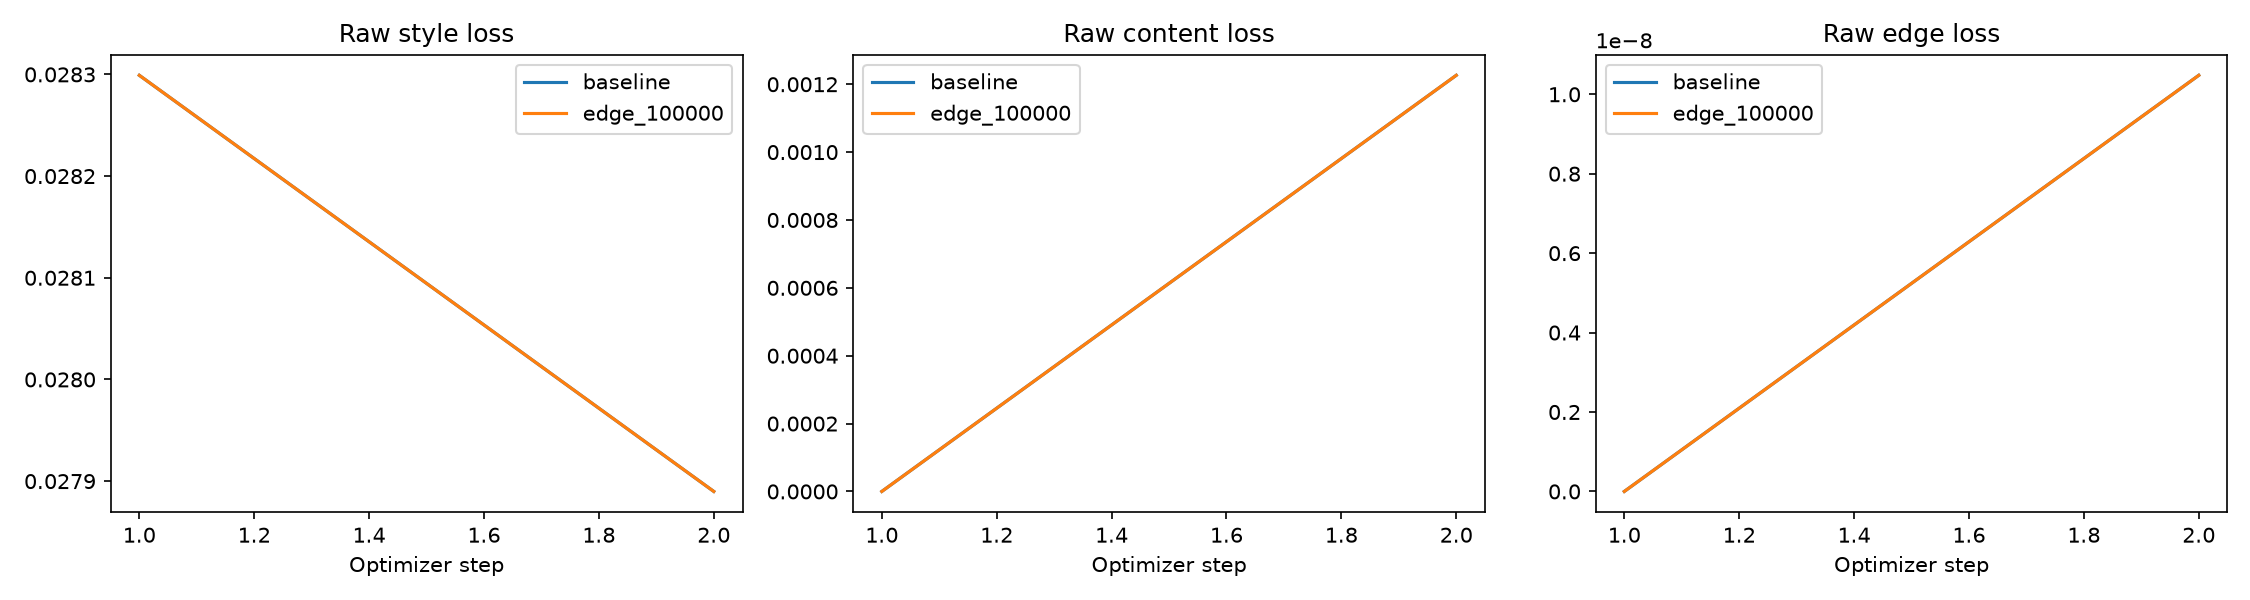 Raw style loss
0.0283
0.0282
0.0281
0.0280
0.0279
baseline
edge_100000
1.0 1.2 1.4 1.6 1.8 2.0
Optimizer step
Raw content loss
0.0012
0.0010
0.0008
0.0006
0.0004
0.0002
0.0000
baseline
edge_100000
1.0 1.2 1.4 1.6 1.8 2.0
Optimizer step
Raw edge loss
1e−8
1.0
0.8
0.6
0.4
0.2
0.0
baseline
edge_100000
1.0 1.2 1.4 1.6 1.8 2.0
Optimizer step